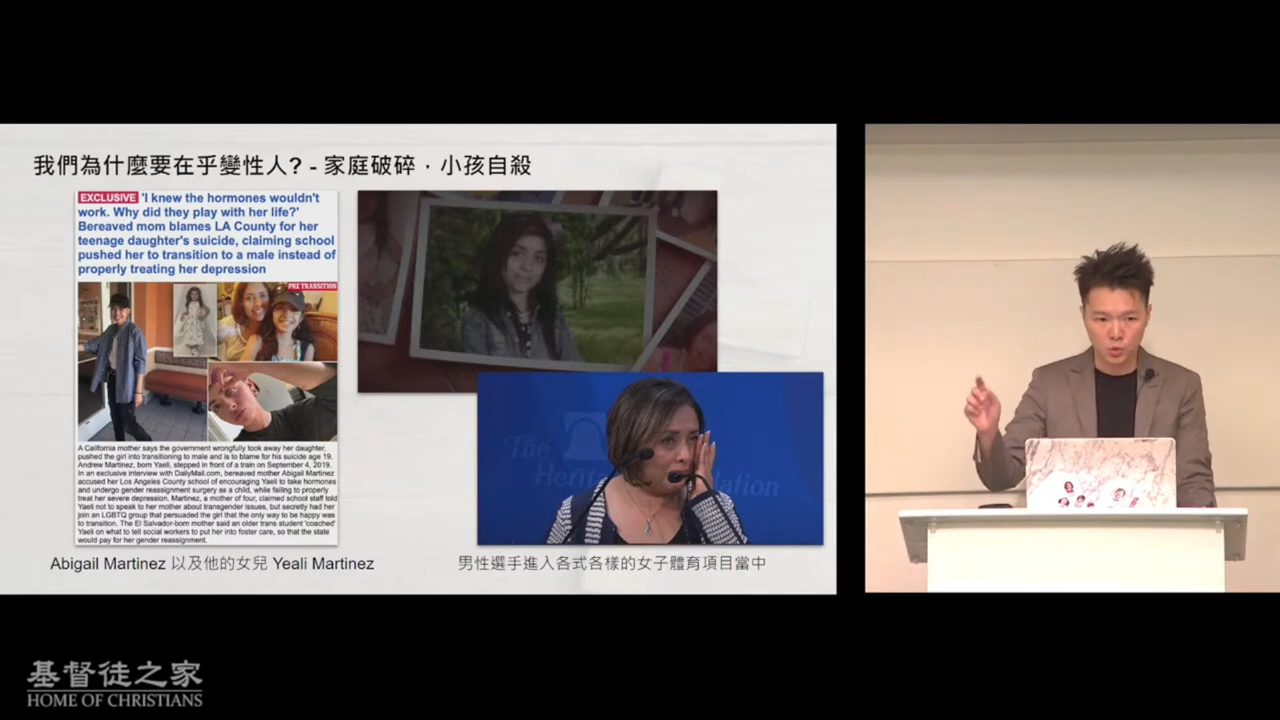 我們為什麼要在乎變性人? - 家庭破碎，小孩自殺
EXCLUSIVE 'I knew the hormones wouldn't
work. Why did they play with her life?'
Bereaved mom blames LA County for her
teenage daughter's suicide, claiming school
pushed her to transition to a male instead of
properly treating her depression
PRE TRANSITION
A California mother says the government wrongfully took away her daughter,
pushed the girl into transitioning to male and is to blame for his suicide age 19.
Andrew Martinez, born Yaeli, stepped in front of a train on September 4, 2019.
In an exclusive interview with DailyMail.com, bereaved mother Abigail Martinez
accused her Los Angeles County school of encouraging Yaeli to take hormones
and undergo gender reassignment surgery as a child, while failing to properly
treat her severe depression. Martinez, a mother of four, claimed school staff told
Yaeli not to speak to her mother about transgender issues, but secretly had her
join an LGBTQ group that persuaded the girl that the only way to be happy was
to transition. The El Salvador-born mother said an older trans student 'coached'
Yaeli on what to tell social workers to put her into foster care, so that the state
would pay for her gender reassignment.
The
Heri lation
Abigail Martinez 以及他的女兒 Yeali Martinez
男性選手進入各式各樣的女子體育項目當中
基督徒之家
HOME OF CHRISTIANS